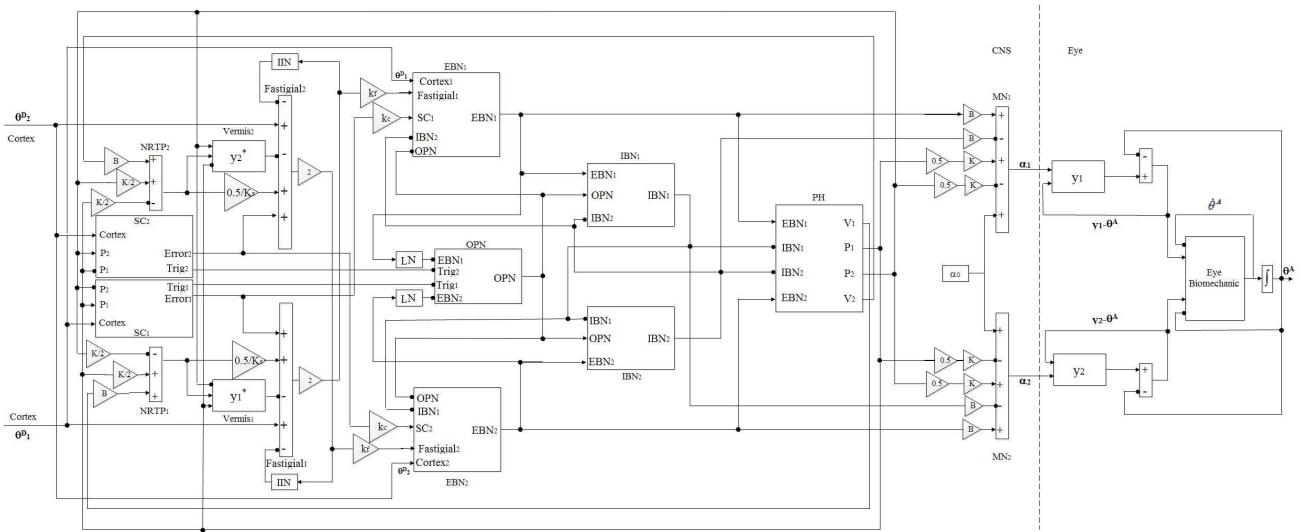 CNS
Eye
EBN1
IIN
θD1
Cortex1
Fastigial2
kf
Fastigial1
MN1
SC1
EBN1
B
+
θD2
kc
-
IBN2
B
-
Cortex
Vermis2
+
OPN
IBN1
0.5
K
+
α1
y1
-
+
NRTP2
y2*
-
2
OPN
IBN1
0.5
K
-
B
+
PH
y1-θA
K/2
+
0.5/Ks
+
IBN2
EBN1
V1
+
K/2
-
+
OPN
IBN1
P1
SC2
Cortex
LN
EBN1
IBN2
P2
α0
Eye
Biomechanic
∫
θA
P2
Error2
Trig2
OPN
EBN2
V2
P1
Trig2
Trig1
P2
Trig1
LN
EBN2
P1
Error1
IBN1
y2-θA
Cortex
+
OPN
IBN2
+
SC1
EBN2
K/2
-
0.5/Ks
+
0.5
K
-
K/2
+
2
IBN2
0.5
K
+
α2
y2
+
-
B
+
y1*
-
OPN
B
-
NRTP1
Vermis1
IBN1
kc
SC2
EBN2
B
+
Cortex
+
θD1
-
kf
Fastigial2
MN2
Fastigial1
Cortex2
IIN
θD2
EBN2